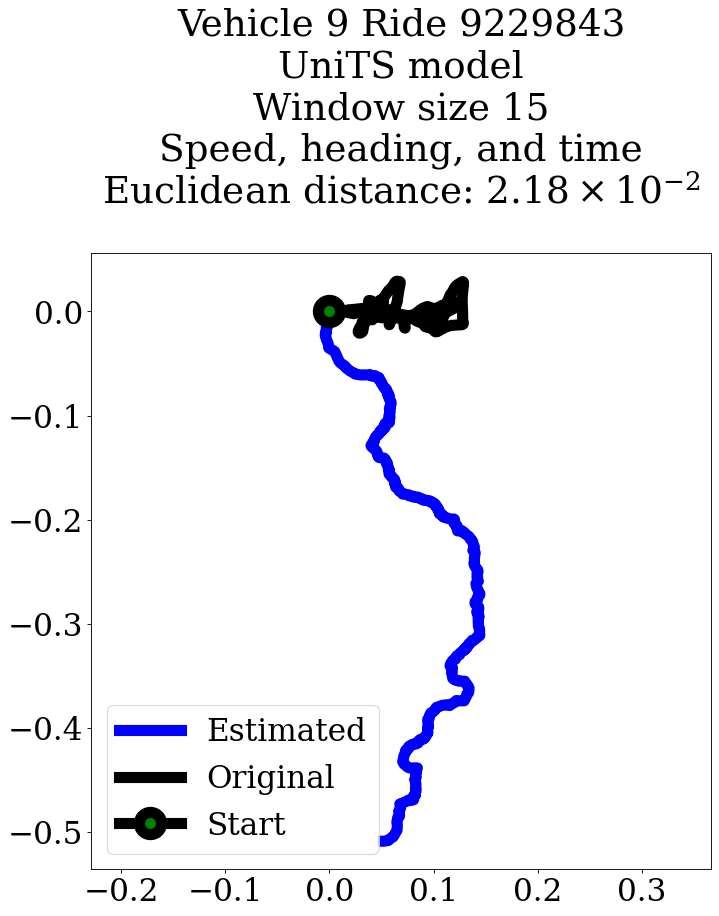 Vehicle 9 Ride 9229843
UniTS model
Window size 15
Speed, heading, and time
Euclidean distance: 2.18 × 10⁻²
0.0
−0.1
−0.2
−0.3
−0.4
−0.5
Estimated
Original
Start
−0.2 −0.1 0.0 0.1 0.2 0.3